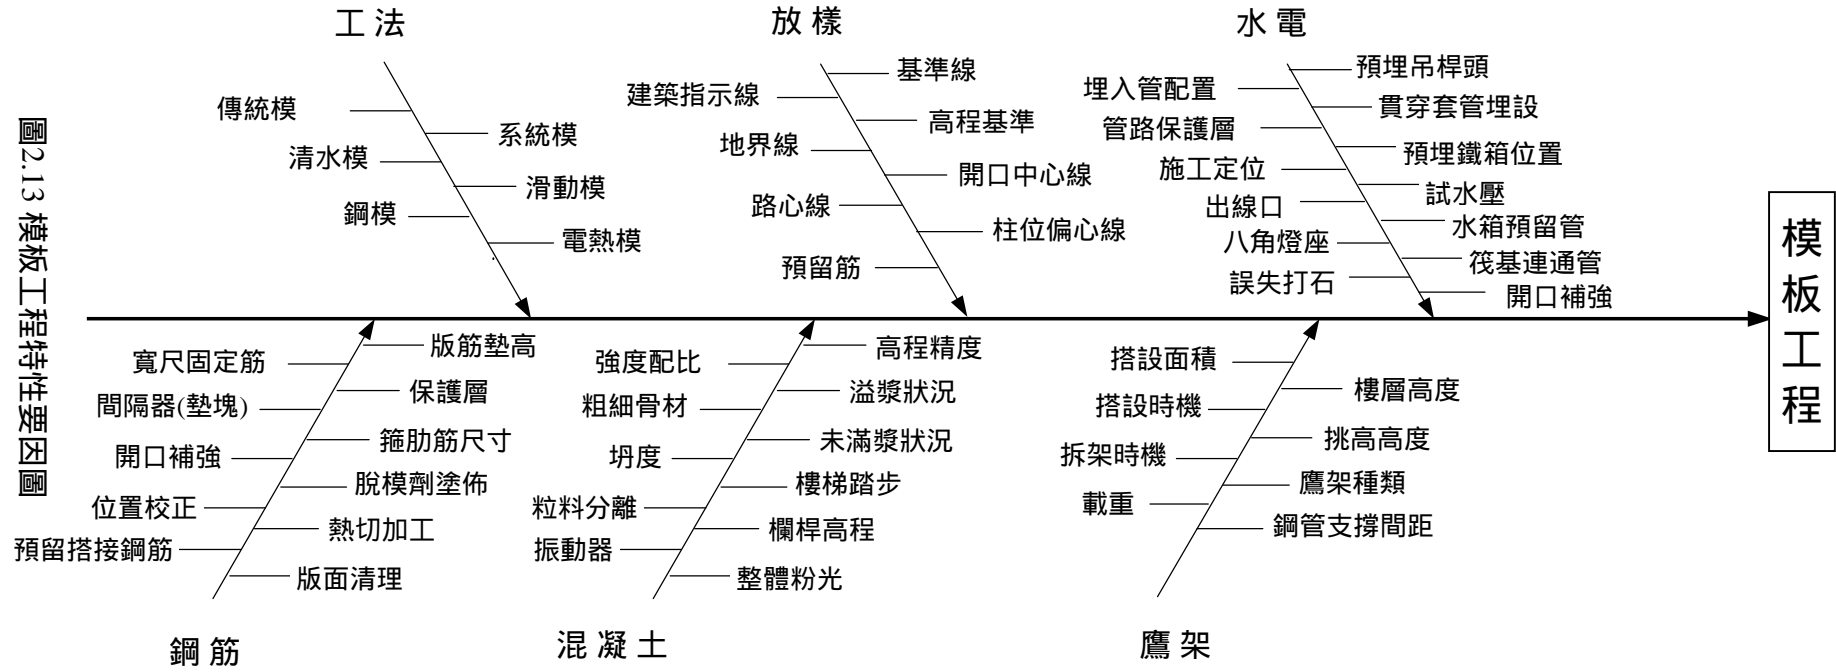 工法
放樣
水電
傳統模
清水模
鋼模
系統模
滑動模
電熱模
建築指示線
地界線
路心線
預留筋
基準線
高程基準
開口中心線
柱位偏心線
埋入管配置
管路保護層
施工定位
出線口
八角燈座
誤失打石
預埋吊桿頭
貫穿套管埋設
預埋鐵箱位置
試水壓
水箱預留管
筏基連通管
開口補強
模板工程
寬尺固定筋
間隔器(墊塊)
開口補強
位置校正
預留搭接鋼筋
版筋墊高
保護層
箍肋筋尺寸
脫模劑塗佈
熱切加工
版面清理
強度配比
粗細骨材
坍度
粒料分離
振動器
高程精度
溢漿狀況
未滿漿狀況
樓梯踏步
欄桿高程
整體粉光
搭設面積
搭設時機
拆架時機
載重
樓層高度
挑高高度
鷹架種類
鋼管支撐間距
鋼筋
混凝土
鷹架
圖2.13 模板工程特性要因圖